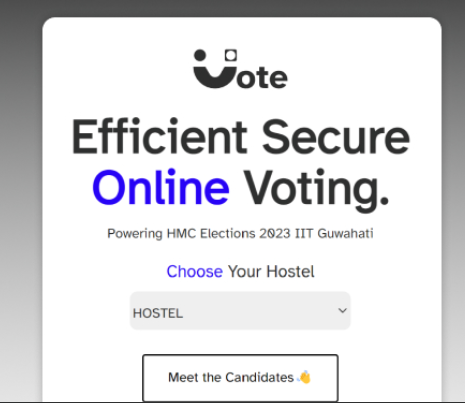 Vote
Efficient Secure
Online Voting.
Powering HMC Elections 2023 IIT Guwahati
Choose Your Hostel
HOSTEL
Meet the Candidates👋